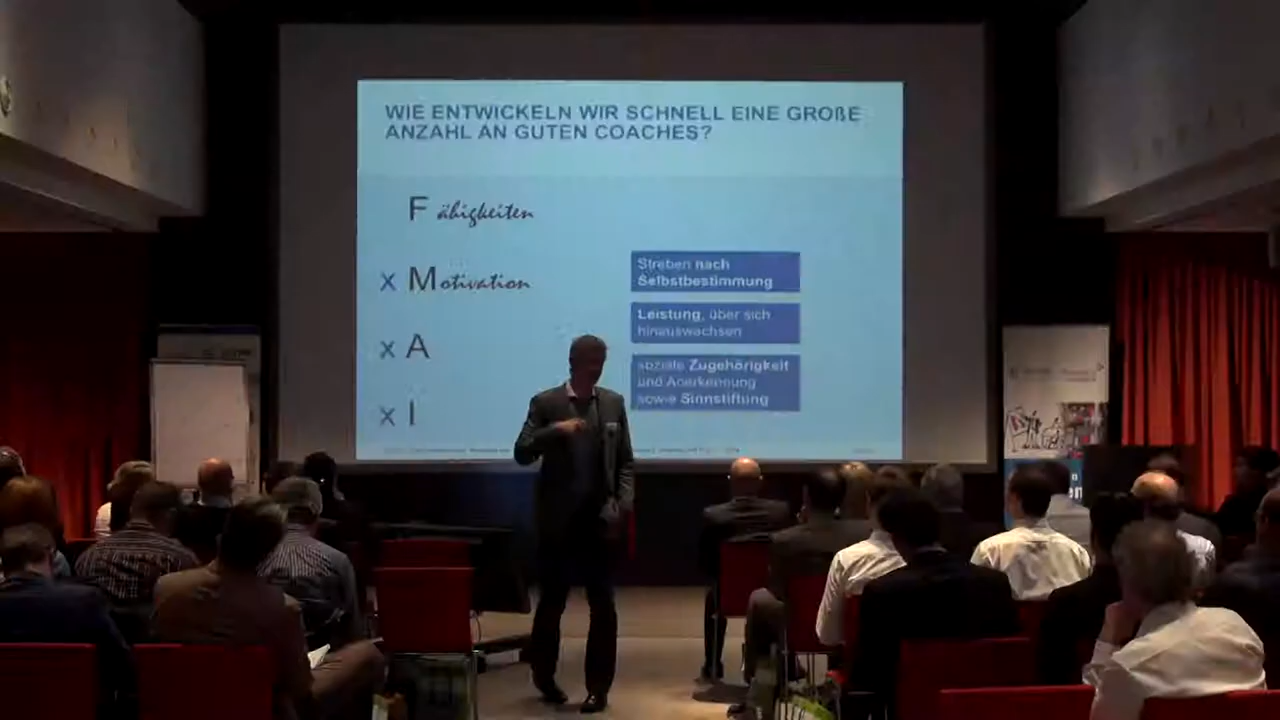 WIE ENTWICKELN WIR SCHNELL EINE GROßE
ANZAHL AN GUTEN COACHES?
Fähigkeiten
x Motivation
x A
x I
Streben nach
Selbstbestimmung
Leistung, über sich
hinauswachsen
soziale Zugehörigkeit
und Anerkennung
sowie Sinnstiftung